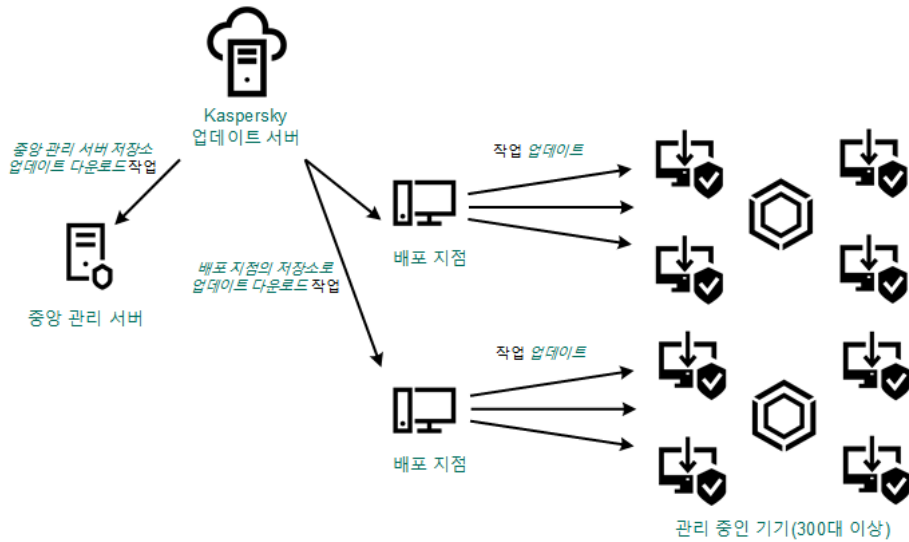 Kaspersky
업데이트 서버
중앙 관리 서버 저장소
업데이트 다운로드작업
중앙 관리 서버
배포 지점의 저장소로
업데이트 다운로드 작업
작업 업데이트
배포 지점
작업 업데이트
배포 지점
관리 중인 기기(300대 이상)